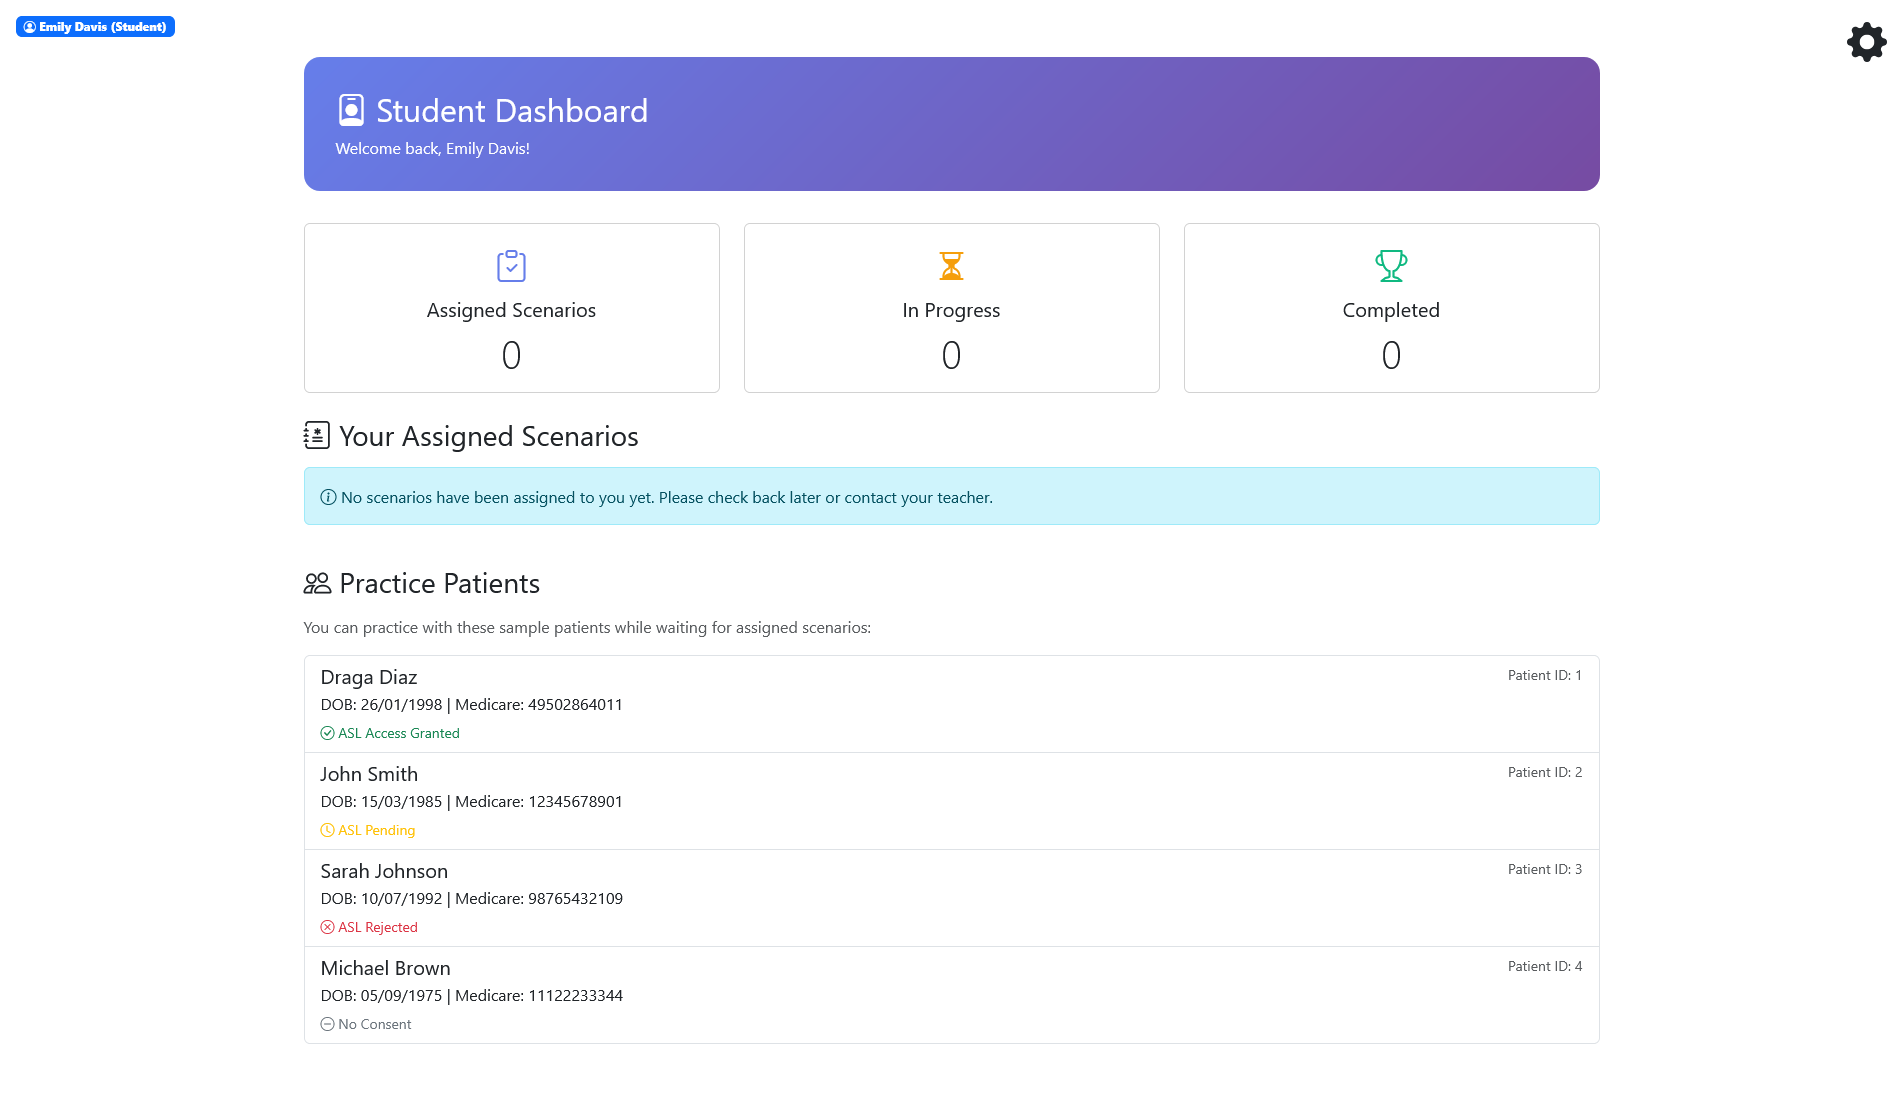 Emily Davis (Student)
Student Dashboard
Welcome back, Emily Davis!
Assigned Scenarios
0
In Progress
0
Completed
0
Your Assigned Scenarios
No scenarios have been assigned to you yet. Please check back later or contact your teacher.
Practice Patients
You can practice with these sample patients while waiting for assigned scenarios:
Draga Diaz
Patient ID: 1
DOB: 26/01/1998 | Medicare: 49502864011
ASL Access Granted
John Smith
Patient ID: 2
DOB: 15/03/1985 | Medicare: 12345678901
ASL Pending
Sarah Johnson
Patient ID: 3
DOB: 10/07/1992 | Medicare: 98765432109
ASL Rejected
Michael Brown
Patient ID: 4
DOB: 05/09/1975 | Medicare: 11122233344
No Consent